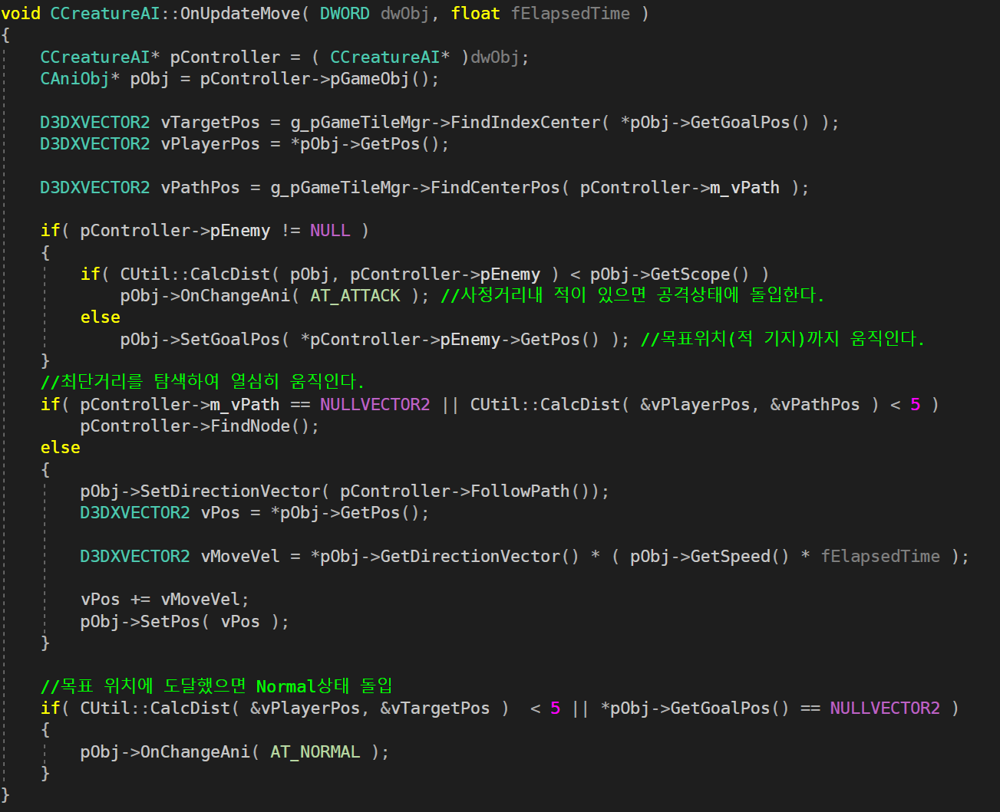 void CCreatureAI::OnUpdateMove( DWORD dwObj, float fElapsedTime )
{
    CCreatureAI* pController = ( CCreatureAI* )dwObj;
    CAniObj* pObj = pController->pGameObj();

    D3DXVECTOR2 vTargetPos = g_pGameTileMgr->FindIndexCenter( *pObj->GetGoalPos() );
    D3DXVECTOR2 vPlayerPos = *pObj->GetPos();

    D3DXVECTOR2 vPathPos = g_pGameTileMgr->FindCenterPos( pController->m_vPath );

    if( pController->pEnemy != NULL )
    {
        if( CUtil::CalcDist( pObj, pController->pEnemy ) < pObj->GetScope() )
            pObj->OnChangeAni( AT_ATTACK ); //사정거리내 적이 있으면 공격상태에 돌입한다.
        else
            pObj->SetGoalPos( *pController->pEnemy->GetPos() ); //목표위치(적 기지)까지 움직인다.
    }
    //최단거리를 탐색하여 열심히 움직인다.
    if( pController->m_vPath == NULLVECTOR2 || CUtil::CalcDist( &vPlayerPos, &vPathPos ) < 5 )
        pController->FindNode();
    else
    {
        pObj->SetDirectionVector( pController->FollowPath());
        D3DXVECTOR2 vPos = *pObj->GetPos();

        D3DXVECTOR2 vMoveVel = *pObj->GetDirectionVector() * ( pObj->GetSpeed() * fElapsedTime );

        vPos += vMoveVel;
        pObj->SetPos( vPos );
    }

    //목표 위치에 도달했으면 Normal상태 돌입
    if( CUtil::CalcDist( &vPlayerPos, &vTargetPos )  < 5 || *pObj->GetGoalPos() == NULLVECTOR2 )
    {
        pObj->OnChangeAni( AT_NORMAL );
    }
}